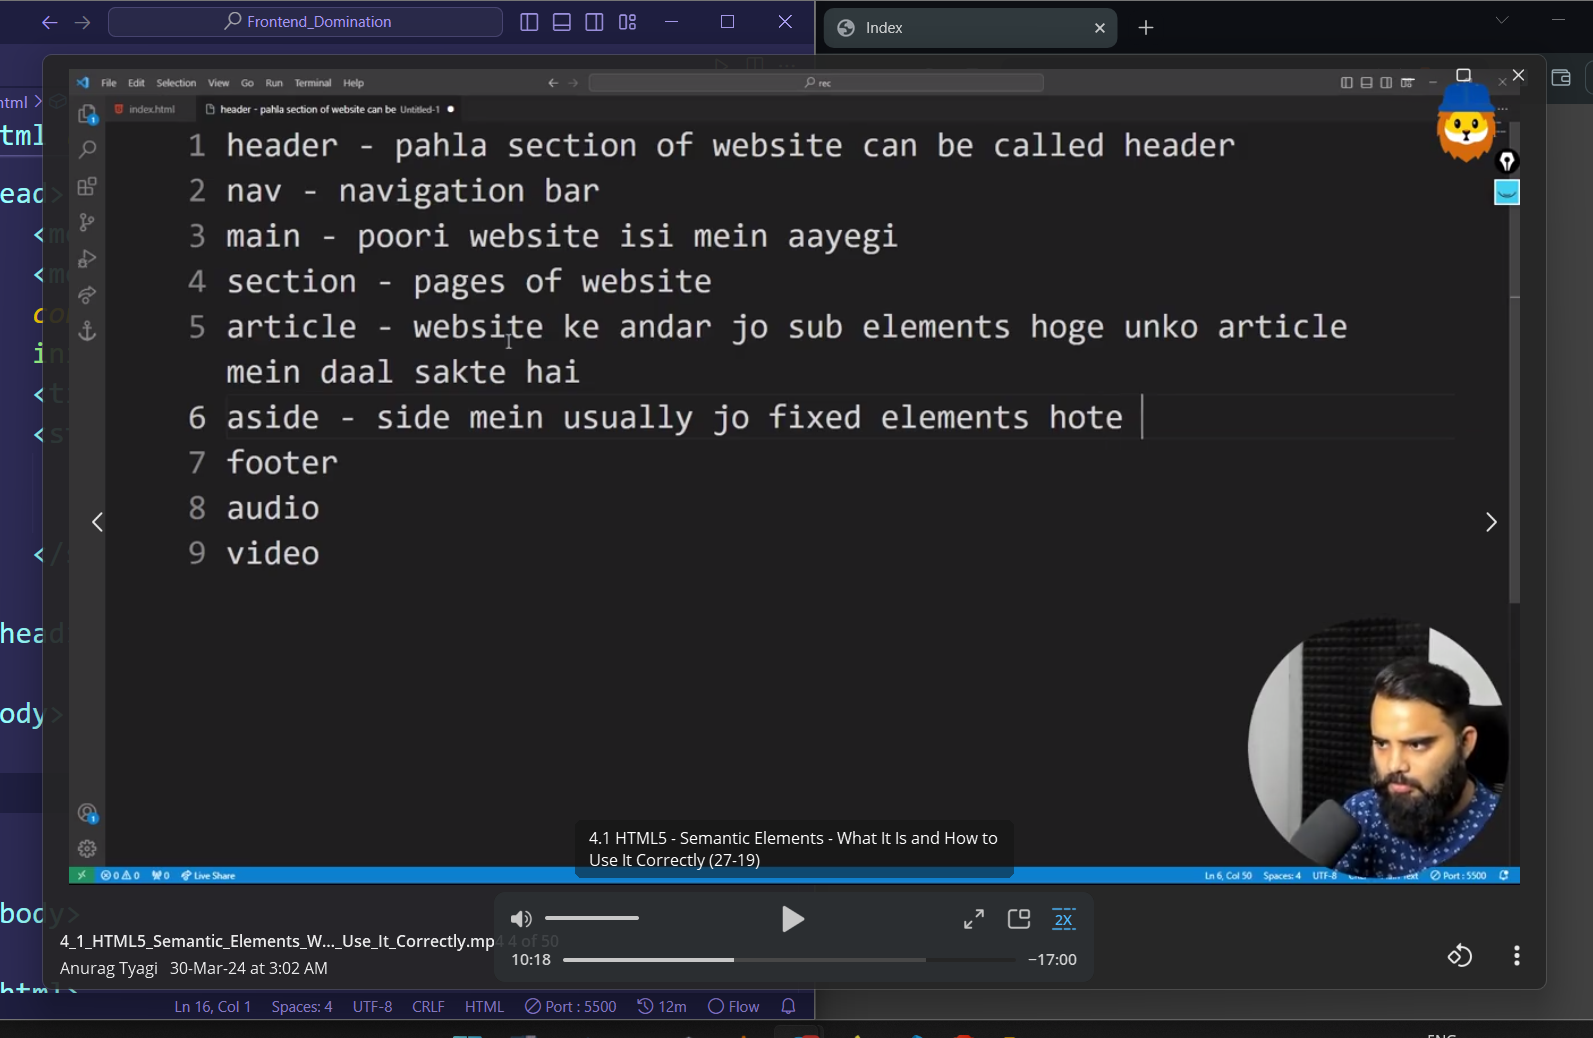 Frontend_Domination
Index
File Edit Selection View Go Run Terminal Help
rec
html
index.html
header - pahla section of website can be Untitled-1
1 header - pahla section of website can be called header
2 nav - navigation bar
3 main - poori website isi mein aayegi
4 section - pages of website
5 article - website ke andar jo sub elements hoge unko article
mein daal sakte hai
6 aside - side mein usually jo fixed elements hote
7 footer
8 audio
9 video
4.1 HTML5 - Semantic Elements - What It Is and How to
Use It Correctly (27-19)
0 0 0 Live Share
Ln 6, Col 50 Spaces: 4 UTF-8 Port : 5500
2X
4_1_HTML5_Semantic_Elements_W..._Use_It_Correctly.mp4 4 of 50
10:18 −17:00
Anurag Tyagi 30-Mar-24 at 3:02 AM
Ln 16, Col 1 Spaces: 4 UTF-8 CRLF HTML Port : 5500 12m Flow